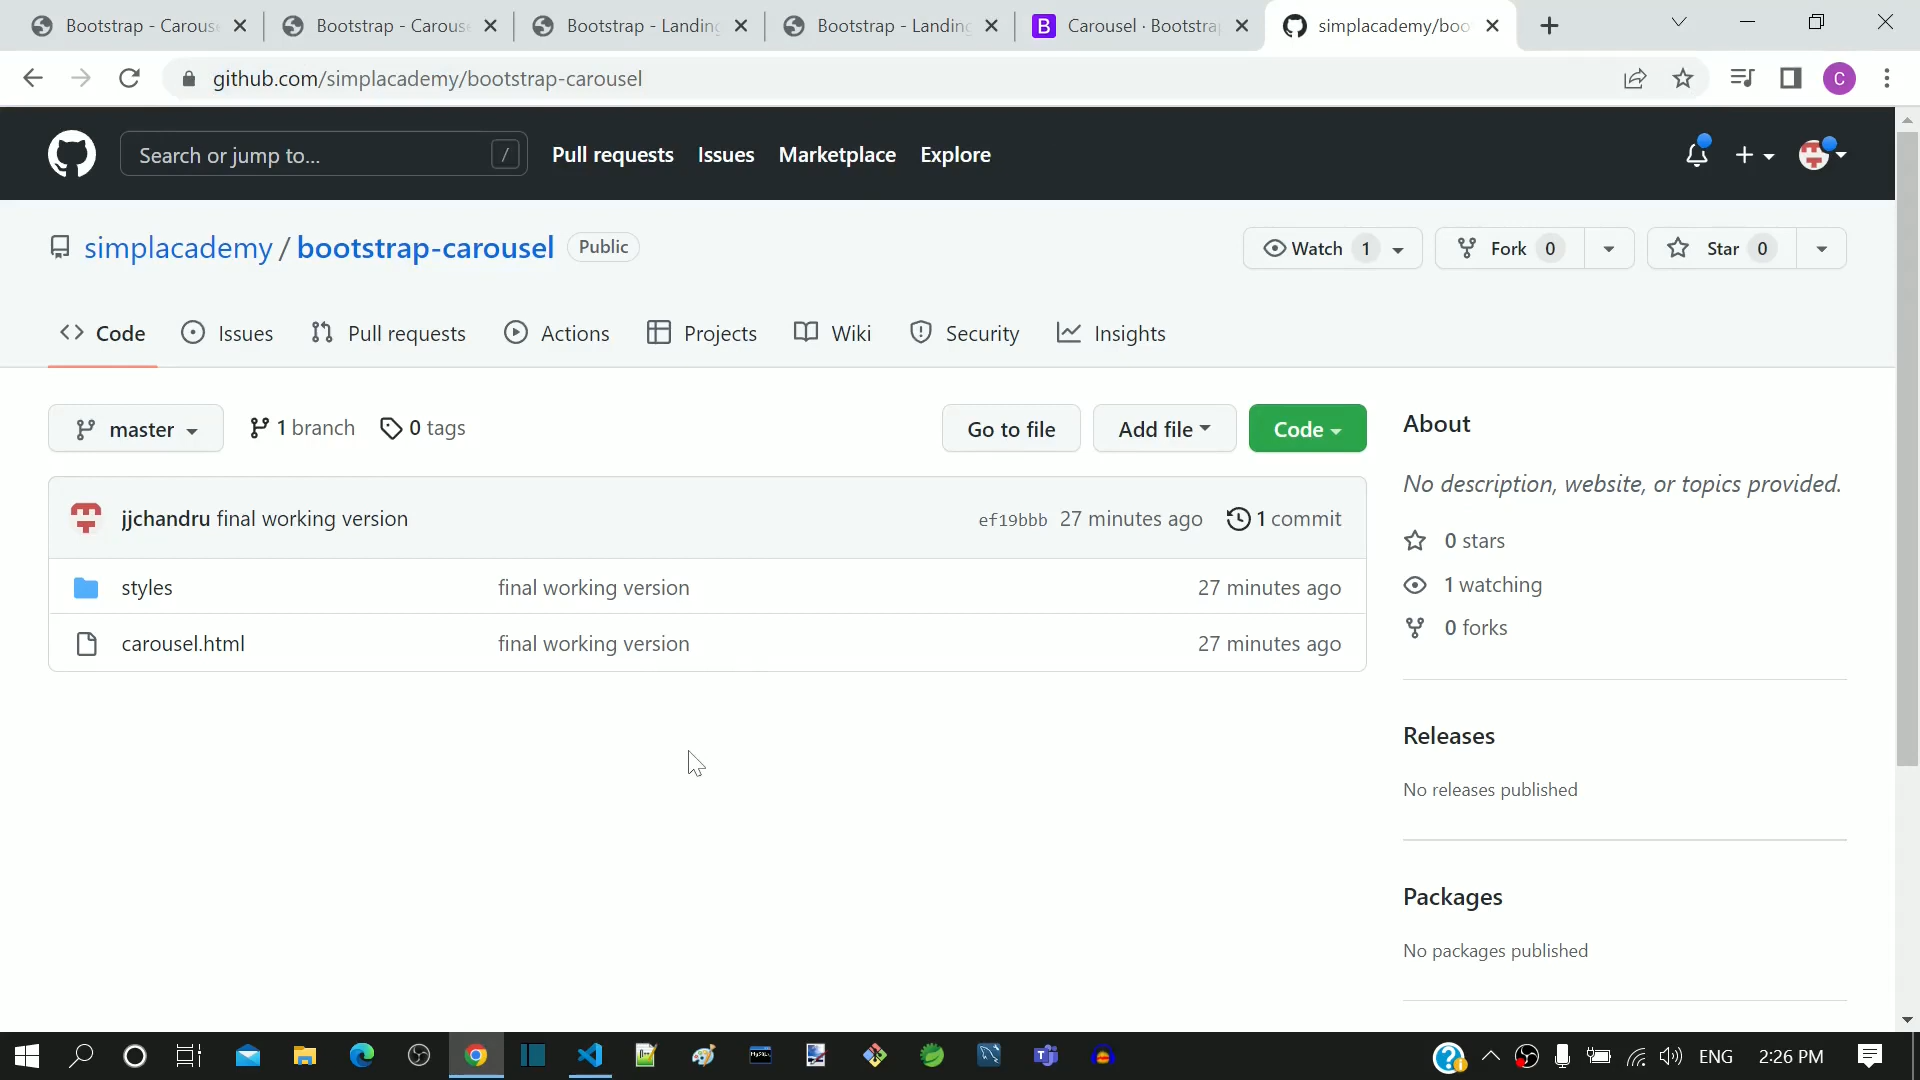 Bootstrap - Carous
Bootstrap - Carous
Bootstrap - Landing
Bootstrap - Landing
B Carousel · Bootstrap
simplacademy/boo
github.com/simplacademy/bootstrap-carousel
C
Search or jump to... /
Pull requests Issues Marketplace Explore
simplacademy / bootstrap-carousel Public
Watch 1
Fork 0
Star 0
Code Issues Pull requests Actions Projects Wiki Security Insights
master 1 branch 0 tags
Go to file Add file Code
jjchandru final working version ef19bbb 27 minutes ago 1 commit
styles final working version 27 minutes ago
carousel.html final working version 27 minutes ago
About
No description, website, or topics provided.
0 stars
1 watching
0 forks
Releases
No releases published
Packages
No packages published
ENG 2:26 PM